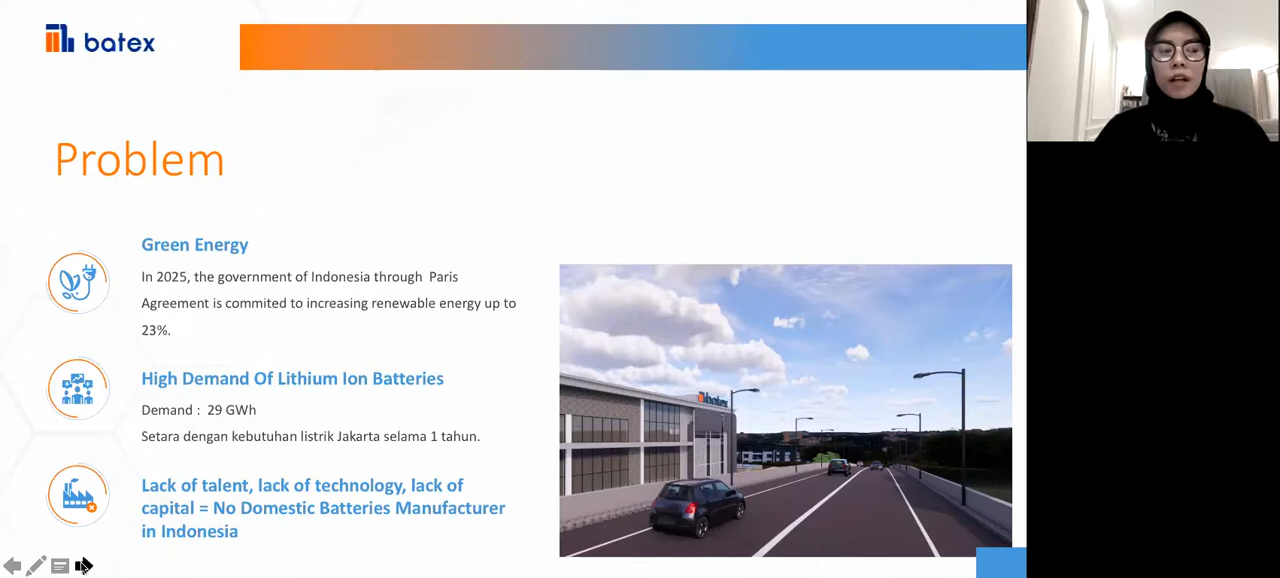 batex
Problem
Green Energy
In 2025, the government of Indonesia through Paris
Agreement is commited to increasing renewable energy up to
23%.
High Demand Of Lithium Ion Batteries
Demand : 29 GWh
Setara dengan kebutuhan listrik Jakarta selama 1 tahun.
Lack of talent, lack of technology, lack of
capital = No Domestic Batteries Manufacturer
in Indonesia
batex